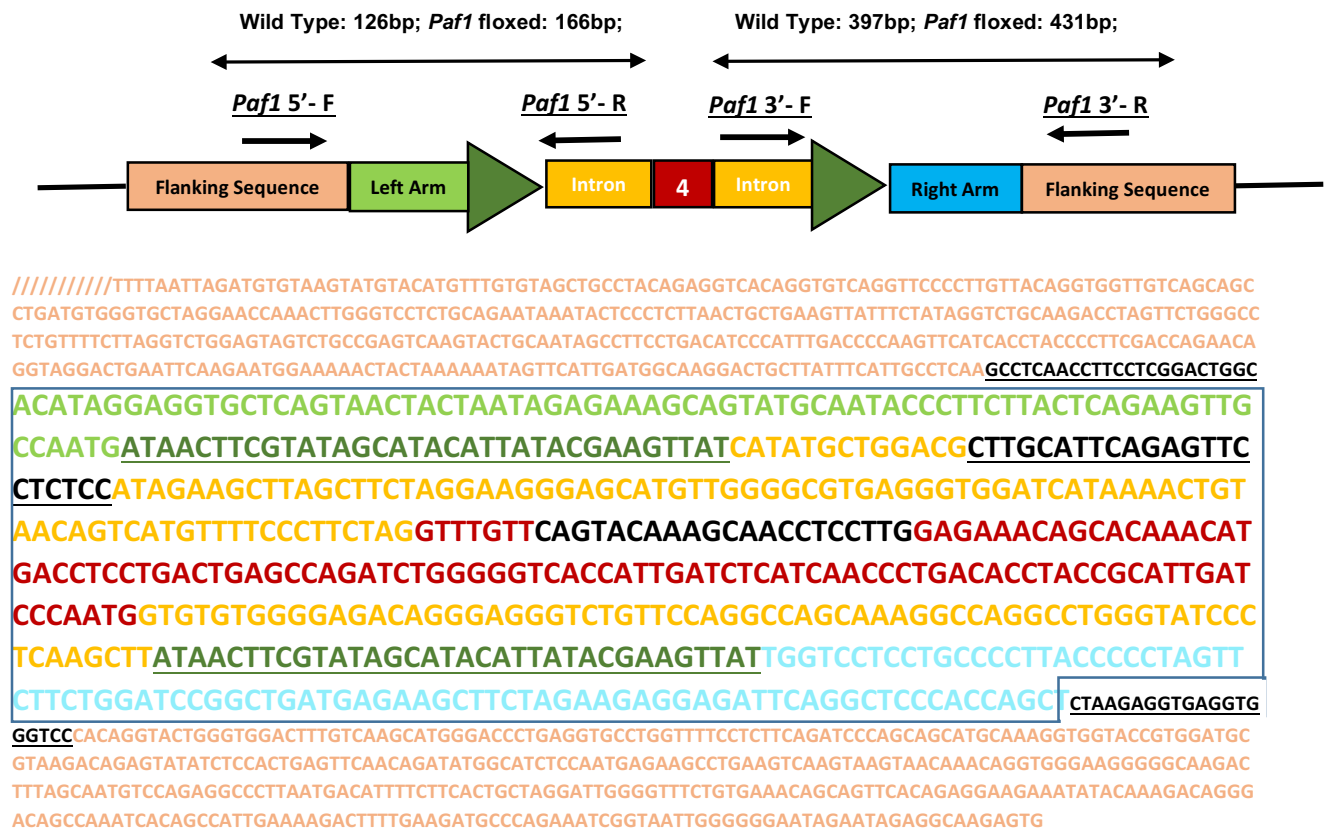 Wild Type: 126bp; Paf1 floxed: 166bp; Wild Type: 397bp; Paf1 floxed: 431bp;
Paf1 5’- F Paf1 5’- R Paf1 3’- F Paf1 3’- R
Flanking Sequence Left Arm Intron 4 Intron Right Arm Flanking Sequence
///////////TTTTAATTAGATGTGTAAGTATGTACATGTTTGTGTAGCTGCCTACAGAGGTCACAGGTGTCAGGTTCCCCTTGTTACAGGTGGTTGTCAGCAGC
CTGATGTGGGTGCTAGGAACCAAACTTGGGTCCTCTGCAGAATAAATACTCCCTCTTAACTGCTGAAGTTATTTCTATAGGTCTGCAAGACCTAGTTCTGGGCC
TCTGTTTTCTTAGGTCTGGAGTAGTCTGCCGAGTCAAGTACTGCAATAGCCTTCCTGACATCCCATTTGACCCCAAGTTCATCACCTACCCCTTCGACCAGAACA
GGTAGGACTGAATTCAAGAATGGAAAAACTACTAAAAAATAGTTCATTGATGGCAAGGACTGCTTATTTCATTGCCTCAAGCCTCAACCTTCCTCGGACTGGC
ACATAGGAGGTGCTCAGTAACTACTAATAGAGAAAGCAGTATGCAATACCCTTCTTACTCAGAAGTTG
CCAATGATAACTTCGTATAGCATACATTATACGAAGTTATCATATGCTGGACGCTTGCATTCAGAGTTC
CTCTCCATAGAAGCTTAGCTTCTAGGAAGGGAGCATGTTGGGGCGTGAGGGTGGATCATAAAACTGT
AACAGTCATGTTTTCCCTTCTAGGTTTGTTCAGTACAAAGCAACCTCCTTGGAGAAACAGCACAAACAT
GACCTCCTGACTGAGCCAGATCTGGGGGTCACCATTGATCTCATCAACCCTGACACCTACCGCATTGAT
CCCAATGGTGTGTGGGGAGACAGGGAGGGTCTGTTCCAGGCCAGCAAAGGCCAGGCCTGGGTATCCC
TCAAGCTTATAACTTCGTATAGCATACATTATACGAAGTTATTGGTCCTCCTGCCCCTTACCCCCTAGTT
CTTCTGGATCCGGCTGATGAGAAGCTTCTAGAAGAGGAGATTCAGGCTCCCACCAGCTCTAAGAGGTGAGGTG
GGTCCCACAGGTACTGGGTGGACTTTGTCAAGCATGGGACCCTGAGGTGCCTGGTTTTCCTCTTCAGATCCCAGCAGCATGCAAAGGTGGTACCGTGGATGC
GTAAGACAGAGTATATCTCCACTGAGTTCAACAGATATGGCATCTCCAATGAGAAGCCTGAAGTCAAGTAAGTAACAAACAGGTGGGAAGGGGGCAAGAC
TTTAGCAATGTCCAGAGGCCCTTAATGACATTTTCTTCACTGCTAGGATTGGGGTTTCTGTGAAACAGCAGTTCACAGAGGAAGAAATATACAAAGACAGGG
ACAGCCAAATCACAGCCATTGAAAAGACTTTTGAAGATGCCCAGAAATCGGTAATTGGGGGGAATAGAATAGAGGCAAGAGTG